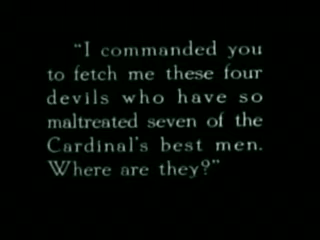 "I commanded you
to fetch me these four
devils who have so
maltreated seven of the
Cardinal's best men.
Where are they?"